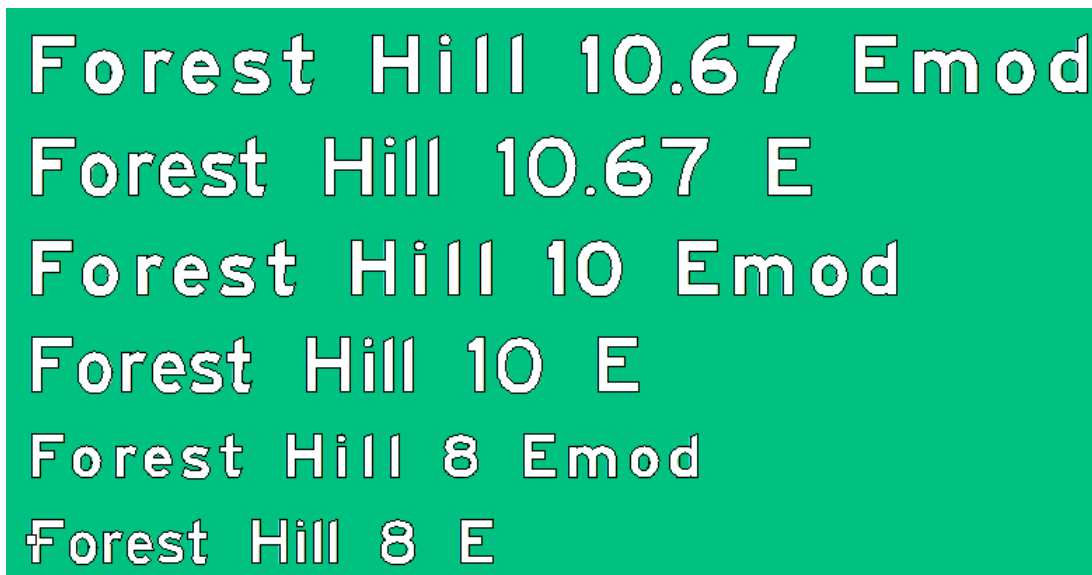 Forest Hill 10.67 Emod
Forest Hill 10.67 E
Forest Hill 10 Emod
Forest Hill 10 E
Forest Hill 8 Emod
Forest Hill 8 E